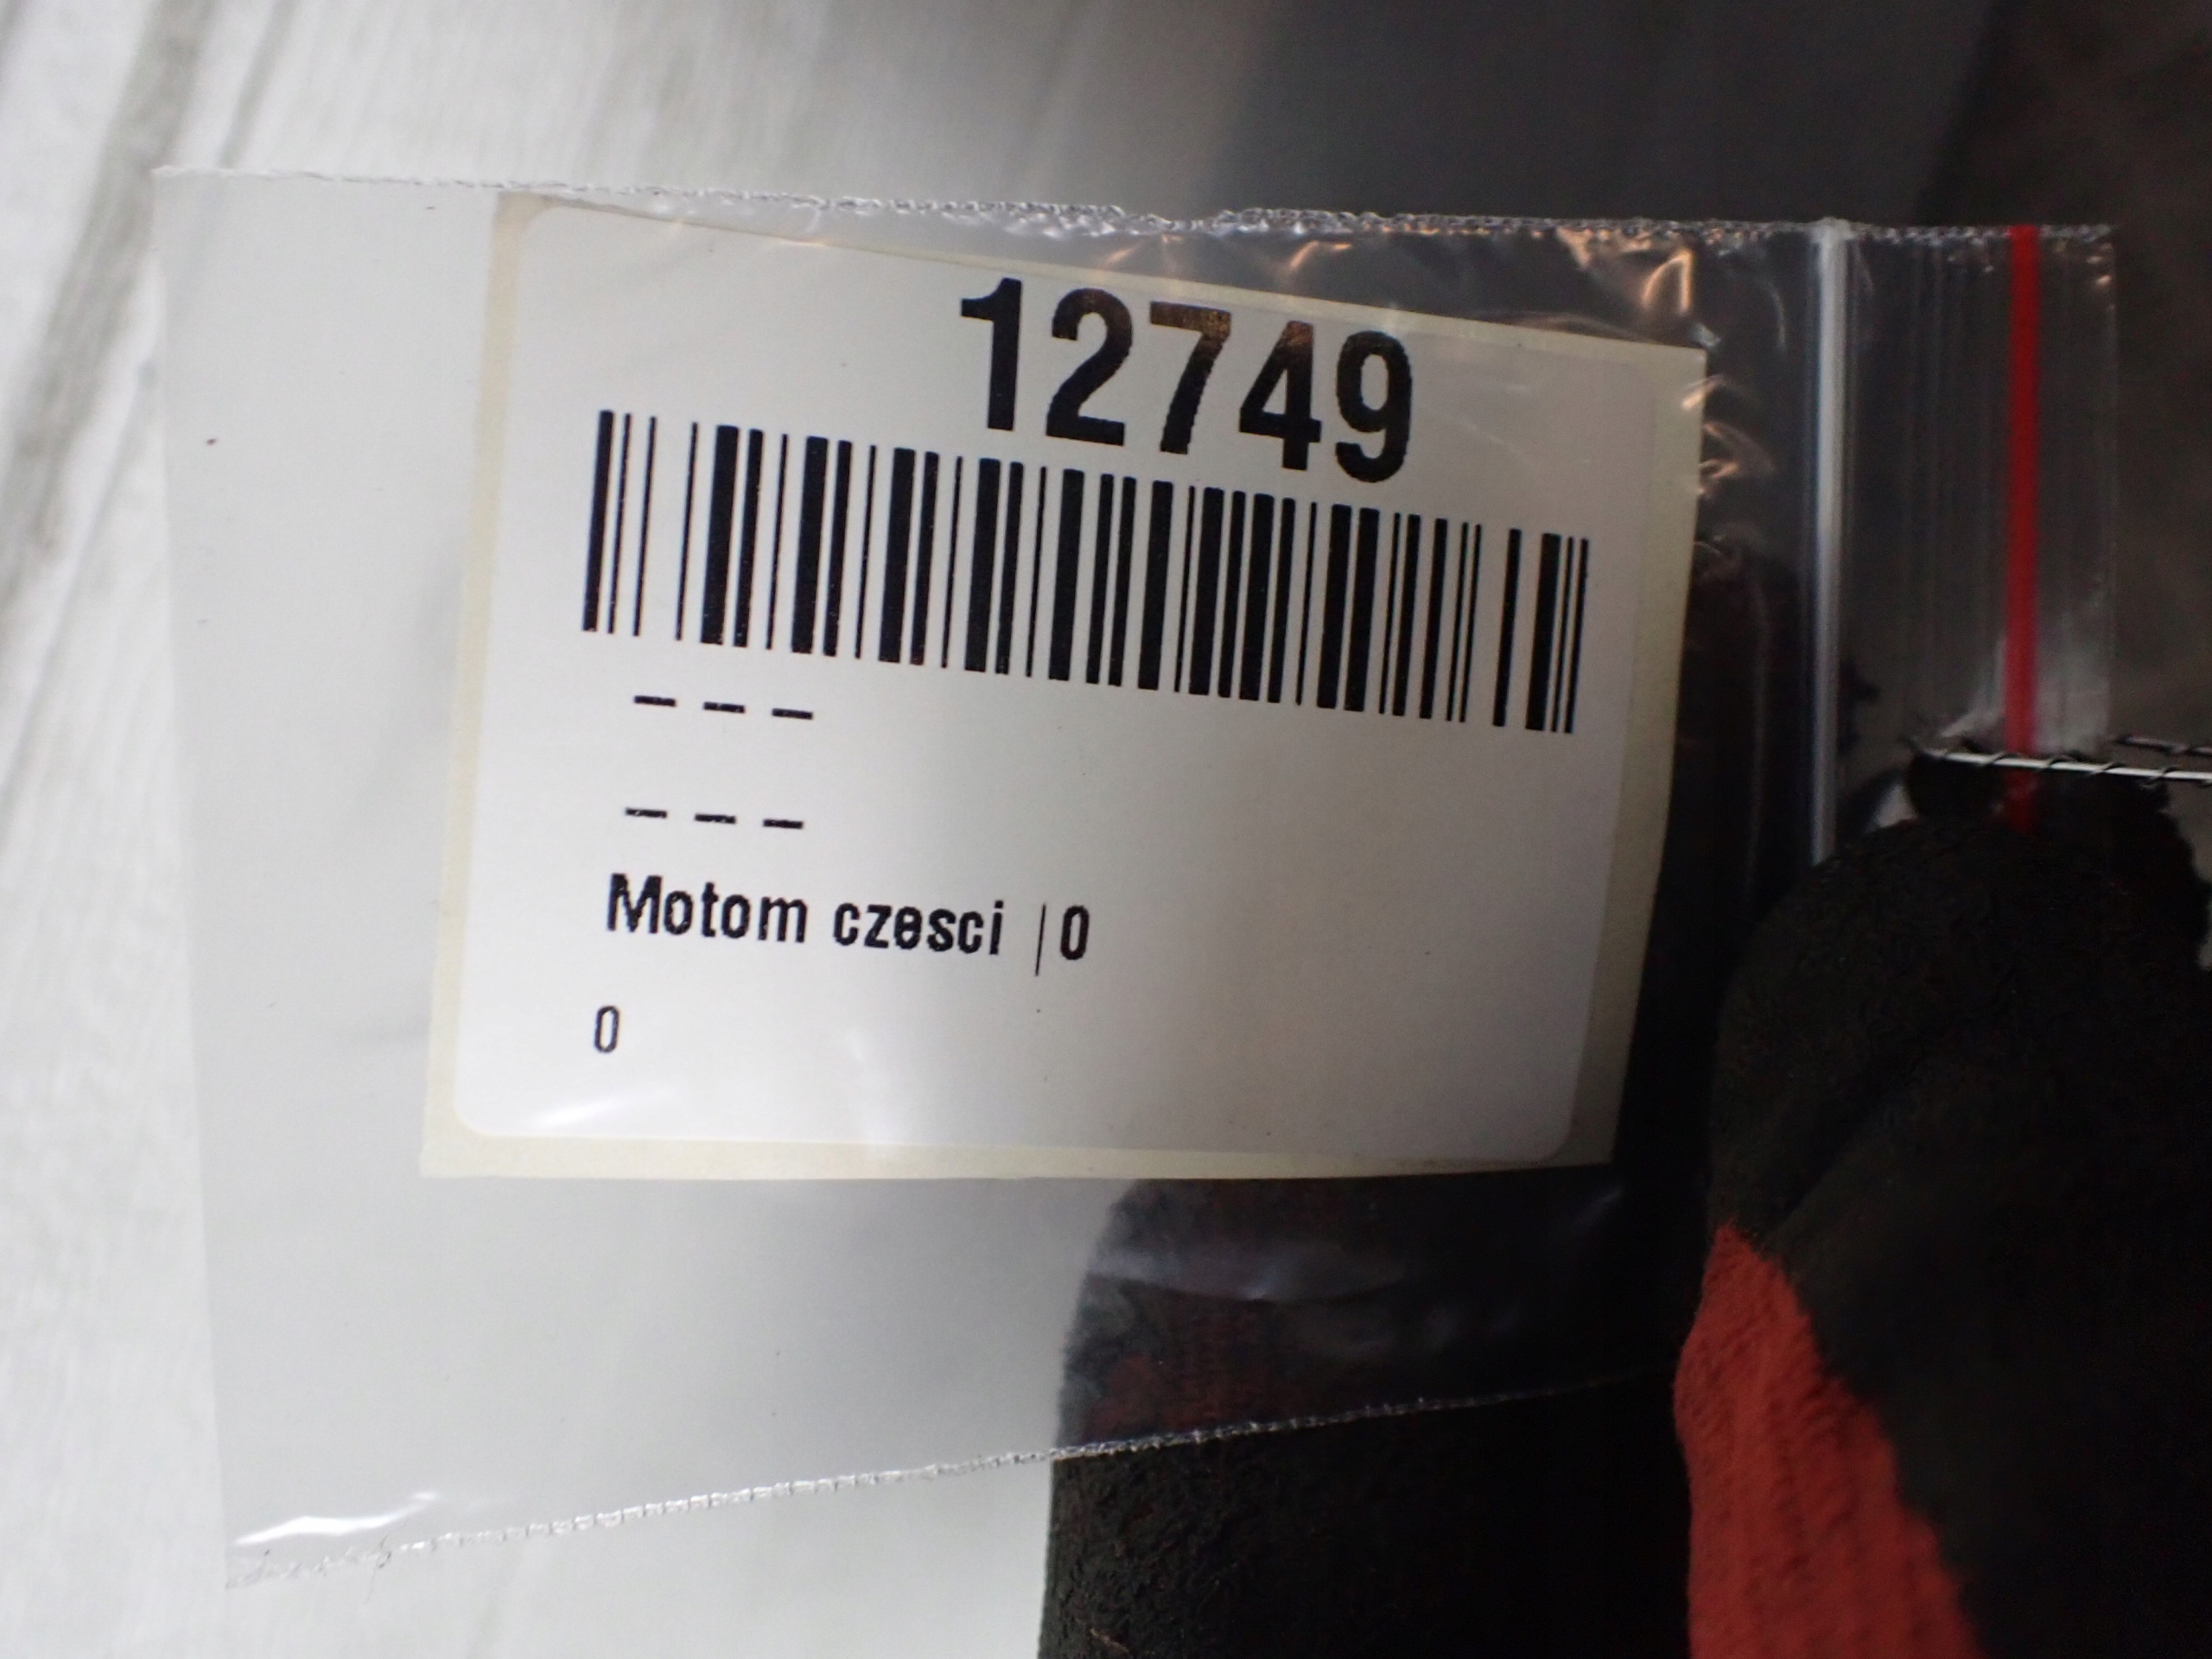 12749
– – –
– – –
Motom czesci |0
0